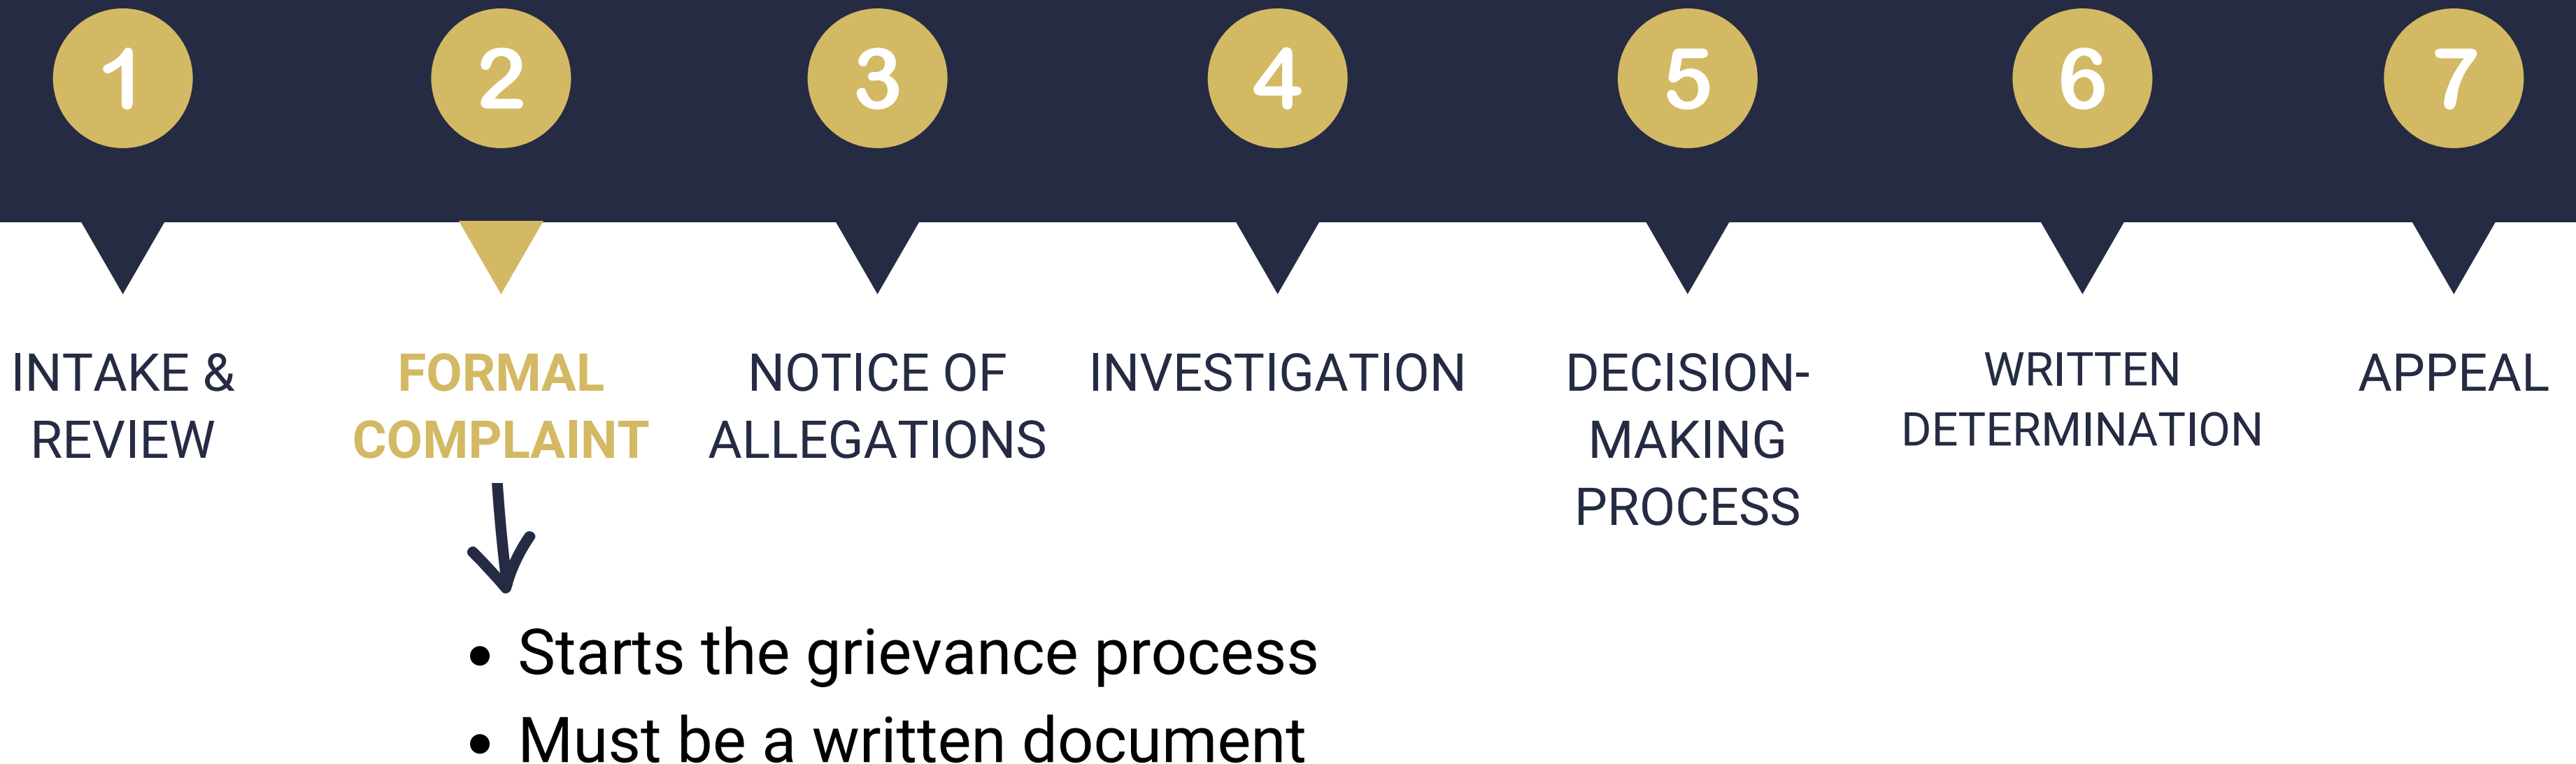 1
2
3
4
5
6
7
INTAKE &
REVIEW
FORMAL
COMPLAINT
NOTICE OF
ALLEGATIONS
INVESTIGATION
DECISION-
MAKING
PROCESS
WRITTEN
DETERMINATION
APPEAL
• Starts the grievance process
• Must be a written document